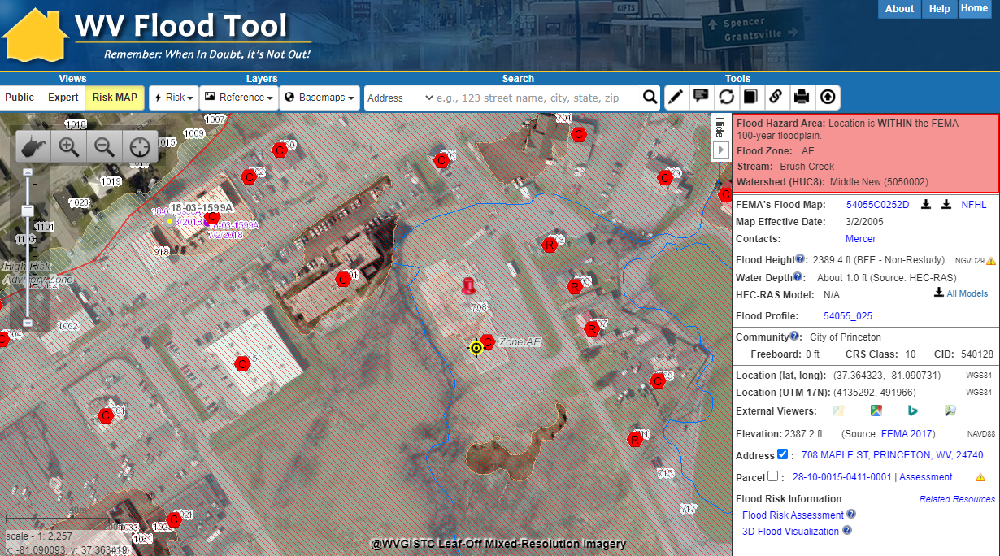 WV Flood Tool
Remember: When In Doubt, It's Not Out!
GIFTS
Spencer
Grantsville
About
Help
Home
Views
Layers
Search
Tools
Public
Expert
Risk MAP
Risk
Reference
Basemaps
Address
e.g., 123 street name, city, state, zip
1018
1007
1009
1015
1017
1019
1023
1101
701
18-03-1599A
18-03-1599A
7/2/2018
918
High Risk
Advisory Zone
1002
708
Zone AE
715
717
1033
1031
C
C
C
C
C
C
C
C
C
C
C
C
C
C
R
R
R
R
40m
scale - 1: 2,257
x: -81.090093, y: 37.363419
@WVGISTC Leaf-Off Mixed-Resolution Imagery
Hide
Flood Hazard Area: Location is WITHIN the FEMA
100-year floodplain.
Flood Zone: AE
Stream: Brush Creek
Watershed (HUC8): Middle New (5050002)
FEMA's Flood Map: 54055C0252D NFHL
Map Effective Date: 3/2/2005
Contacts: Mercer
Flood Height: 2389.4 ft (BFE - Non-Restudy) NGVD29
Water Depth: About 1.0 ft (Source: HEC-RAS)
HEC-RAS Model: N/A All Models
Flood Profile: 54055_025
Community: City of Princeton
Freeboard: 0 ft CRS Class: 10 CID: 540128
Location (lat, long): (37.364323, -81.090731) WGS84
Location (UTM 17N): (4135292, 491966) WGS84
External Viewers:
Elevation: 2387.2 ft (Source: FEMA 2017) NAVD88
Address : 708 MAPLE ST, PRINCETON, WV, 24740
Parcel : 28-10-0015-0411-0001 | Assessment
Flood Risk Information Related Resources
Flood Risk Assessment
3D Flood Visualization